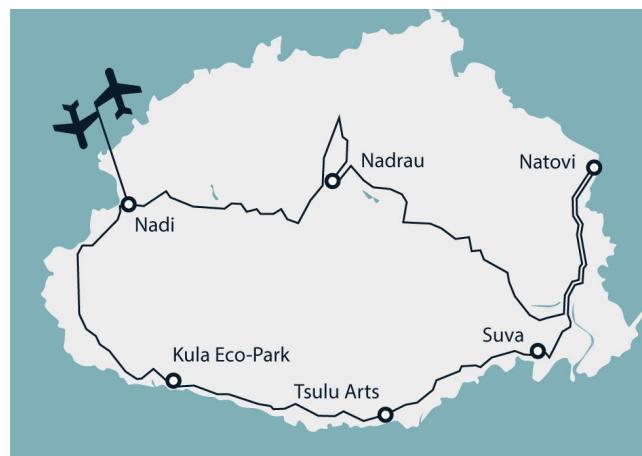 Nadrau
Natovi
Nadi
Suva
Kula Eco-Park
Tsulu Arts